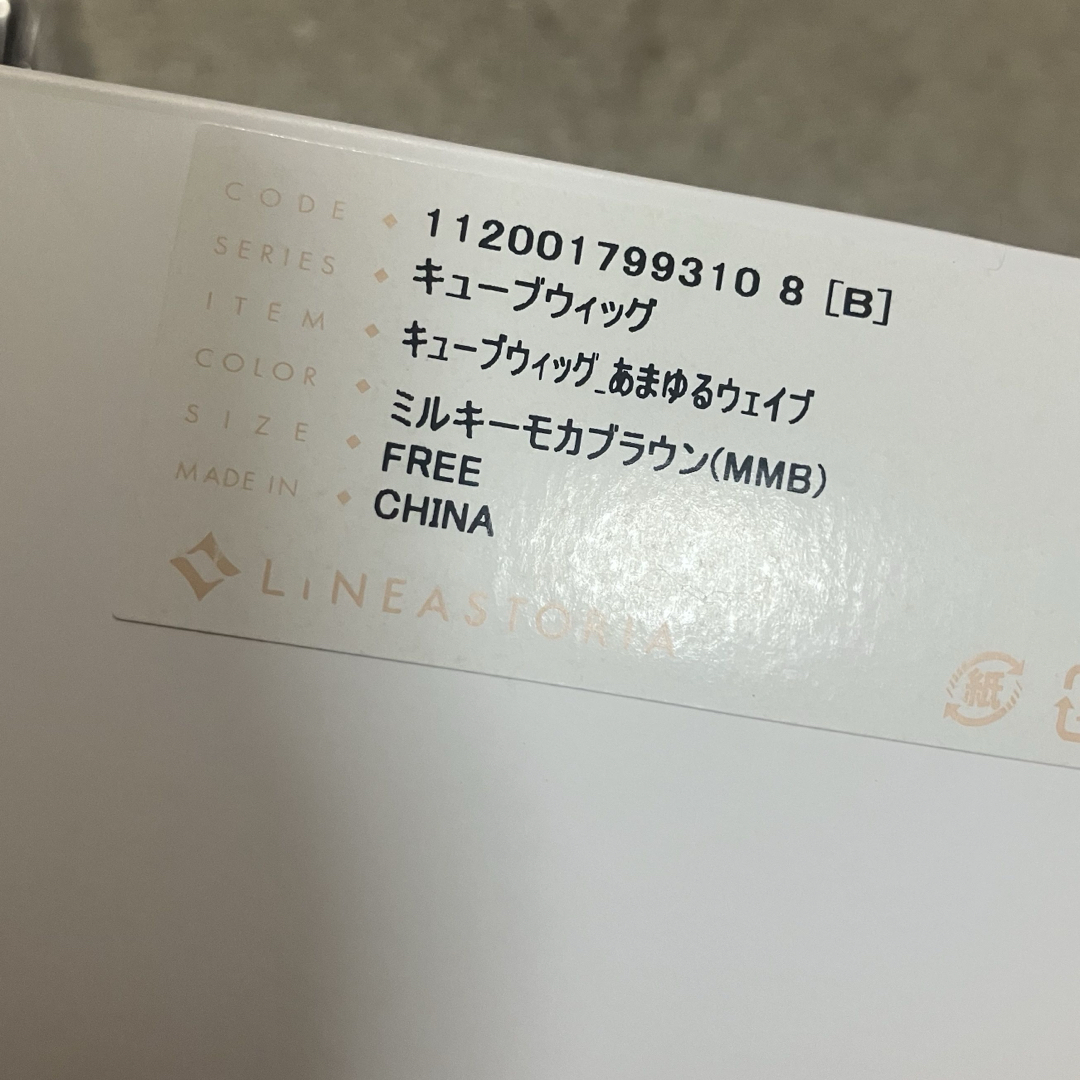 CODE ◆ 112001799310 8 [B]
SERIES ◆ キューブウィッグ
ITEM ◆ キューブウィッグ_あまゆるウェイブ
COLOR ◆ ミルキーモカブラウン(MMB)
SIZE ◆ FREE
MADE IN ◆ CHINA
LiNEASTORIA
紙